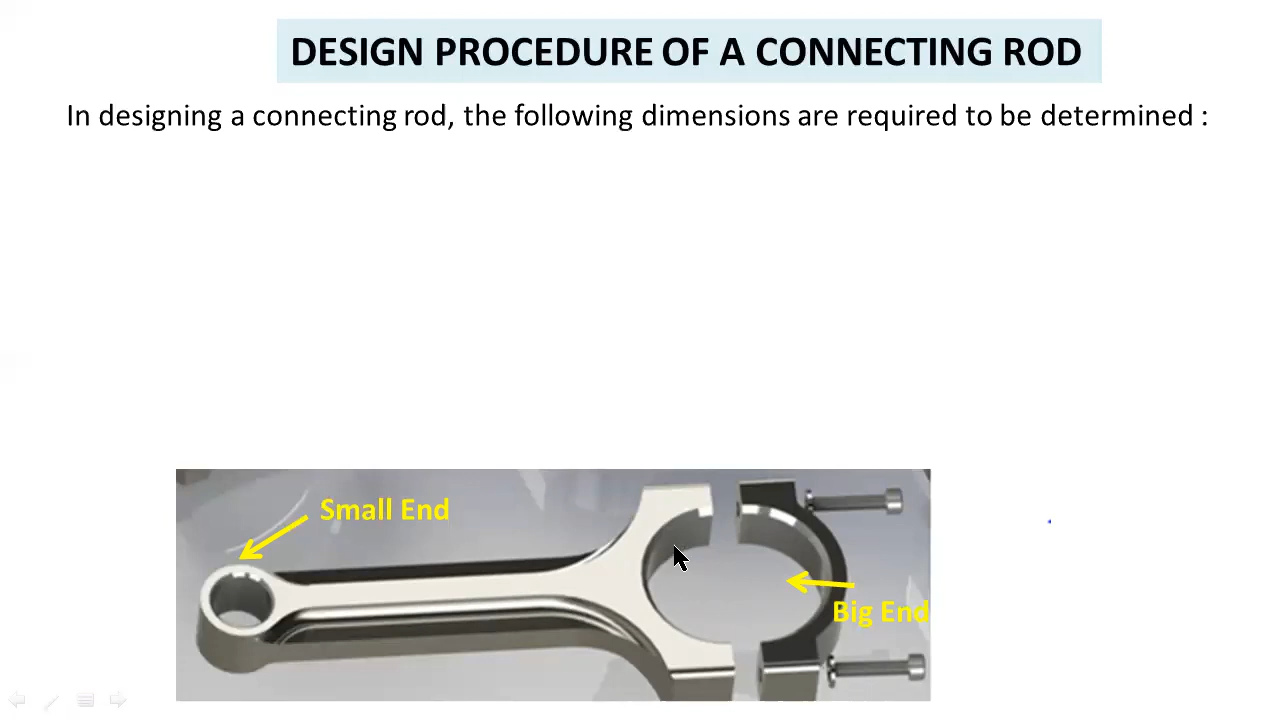 DESIGN PROCEDURE OF A CONNECTING ROD
In designing a connecting rod, the following dimensions are required to be determined :
Small End
Big End